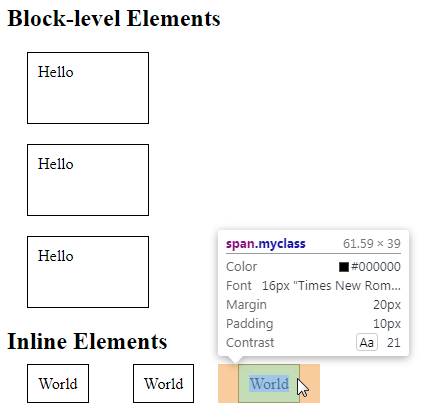 Block-level Elements
Hello
Hello
Hello
span.myclass 61.59 × 39
Color #000000
Font 16px "Times New Rom...
Margin 20px
Padding 10px
Contrast Aa 21
Inline Elements
World World World